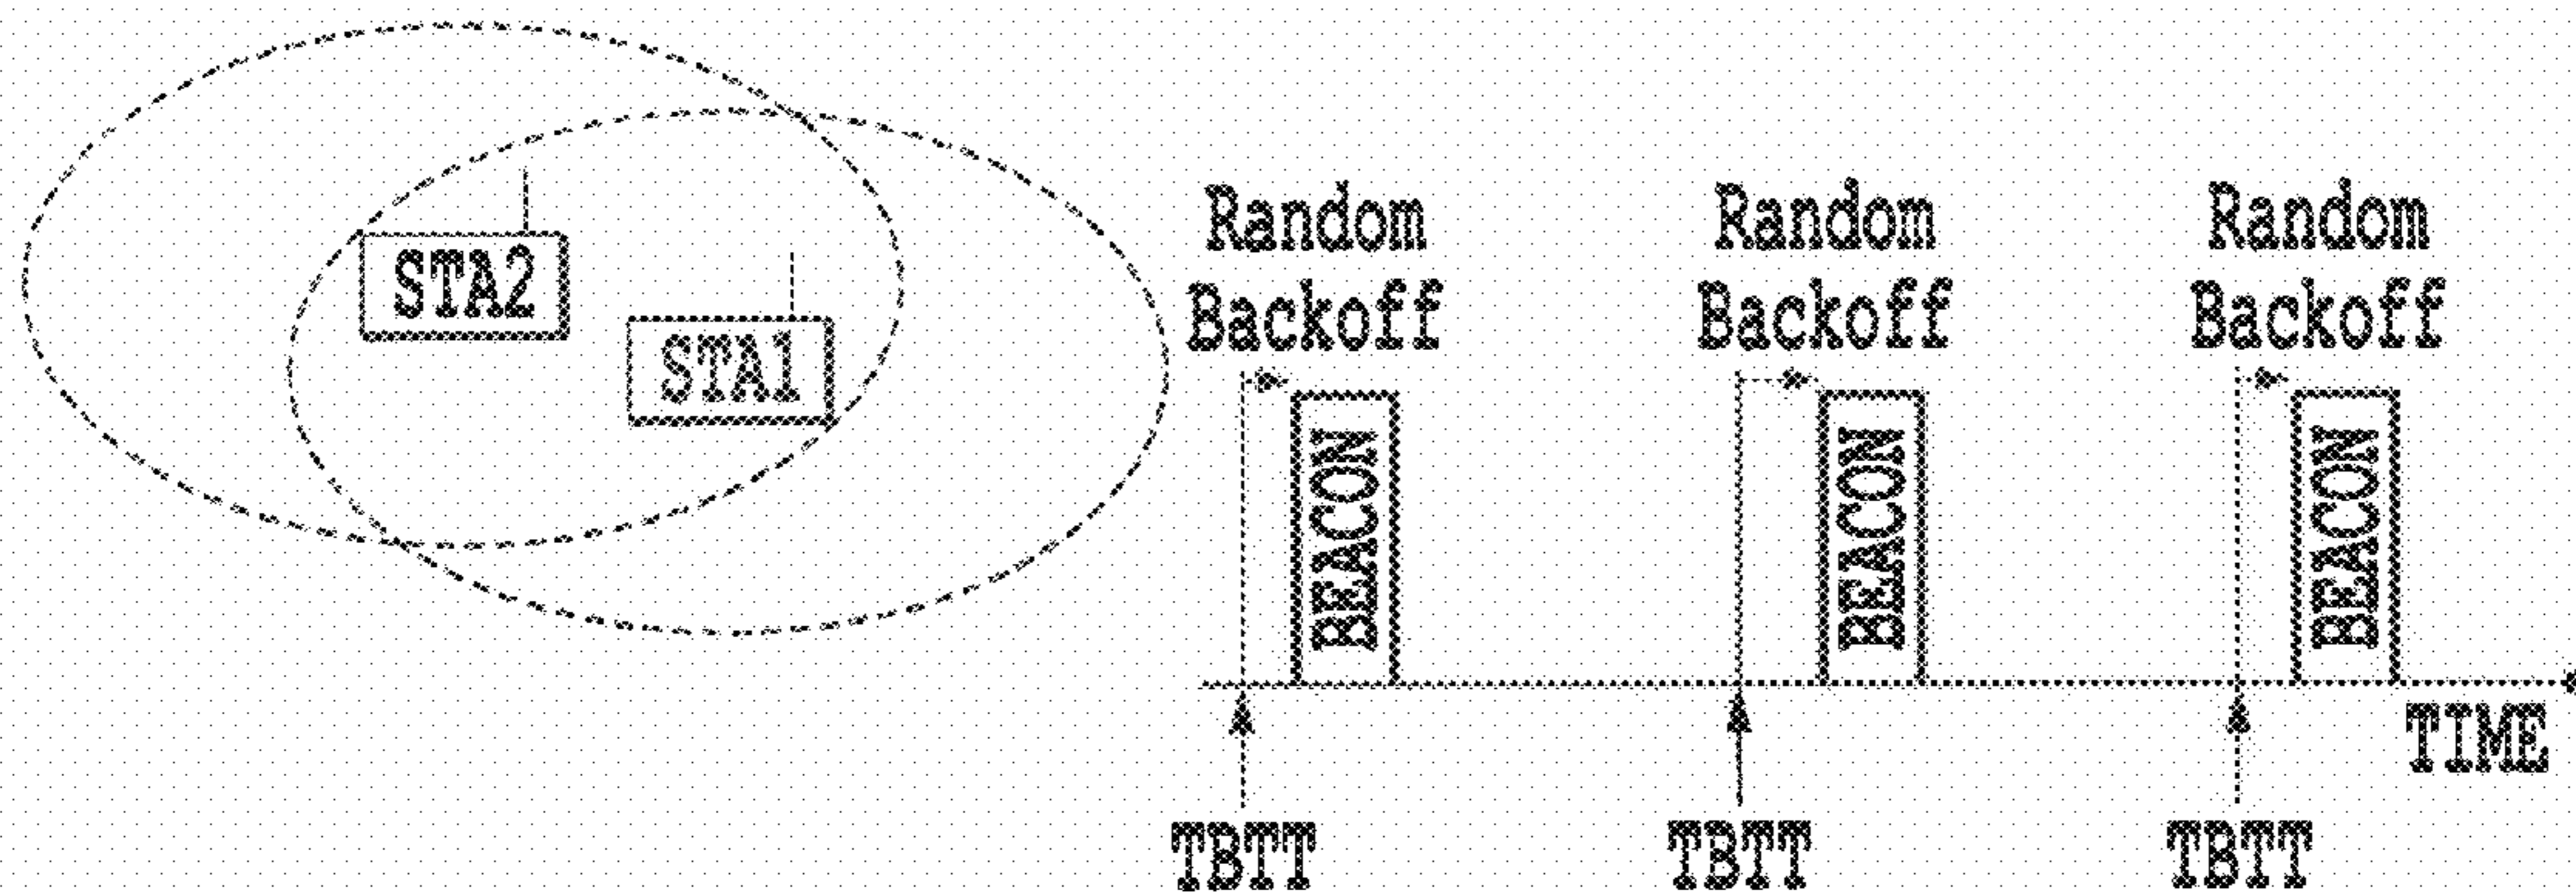 STA2
STA1
Random
Backoff
Random
Backoff
Random
Backoff
BEACON
BEACON
BEACON
TIME
TBTT
TBTT
TBTT